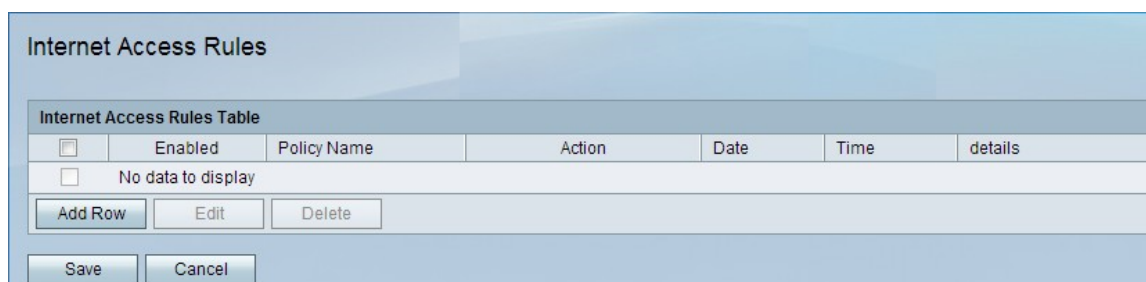 Internet Access Rules
Internet Access Rules Table
Enabled Policy Name Action Date Time details
No data to display
Add Row Edit Delete
Save Cancel